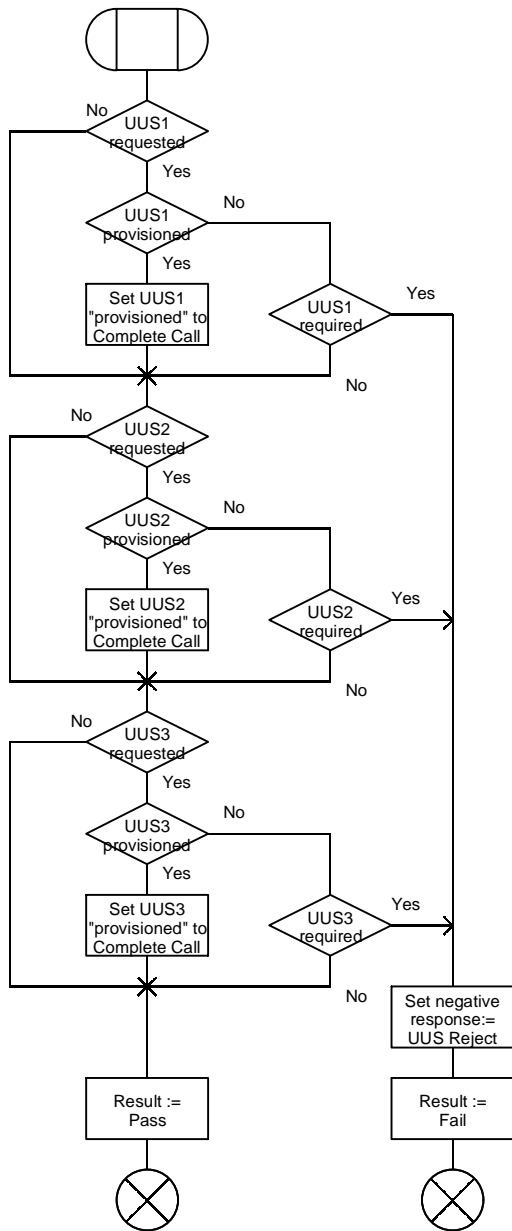 No
UUS1
requested
Yes
UUS1
provisioned
No
Yes
Set UUS1
"provisioned" to
Complete Call
UUS1
required
Yes
No
No
UUS2
requested
Yes
UUS2
provisioned
No
Yes
Set UUS2
"provisioned" to
Complete Call
UUS2
required
Yes
No
No
UUS3
requested
Yes
UUS3
provisioned
No
Yes
Set UUS3
"provisioned" to
Complete Call
UUS3
required
Yes
No
Set negative
response:=
UUS Reject
Result :=
Pass
Result :=
Fail